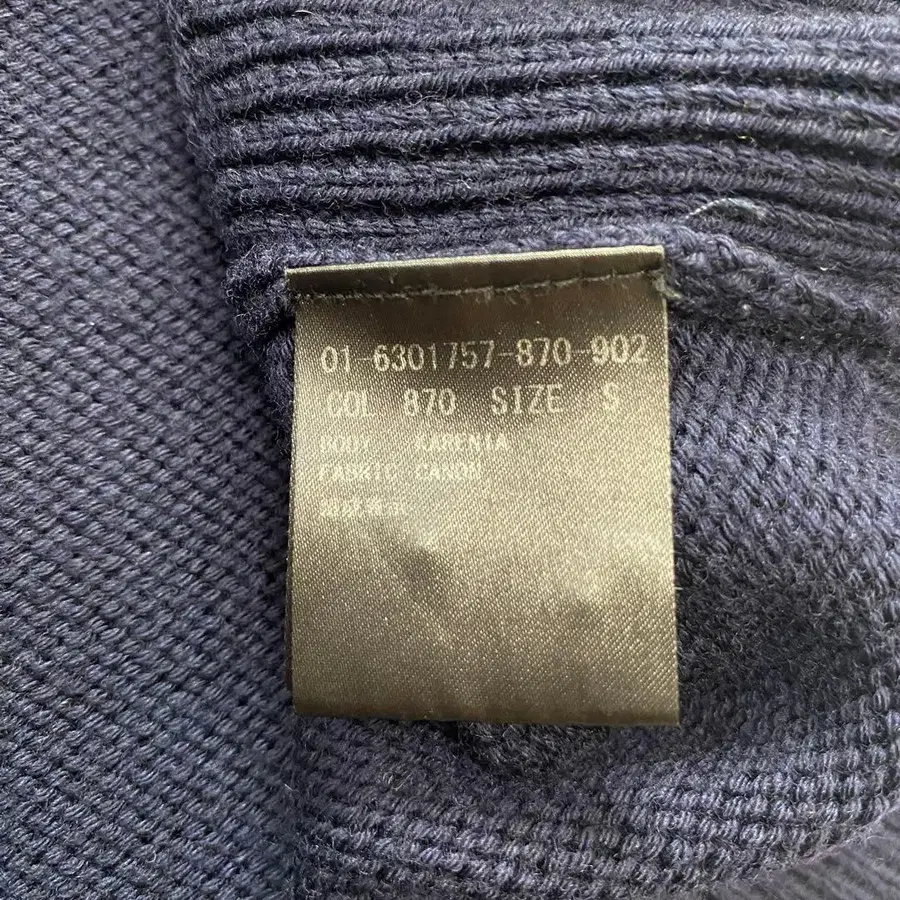 01-6301757-870-902
COL 870 SIZE S
BODY KARENIA
FABRIC CANON